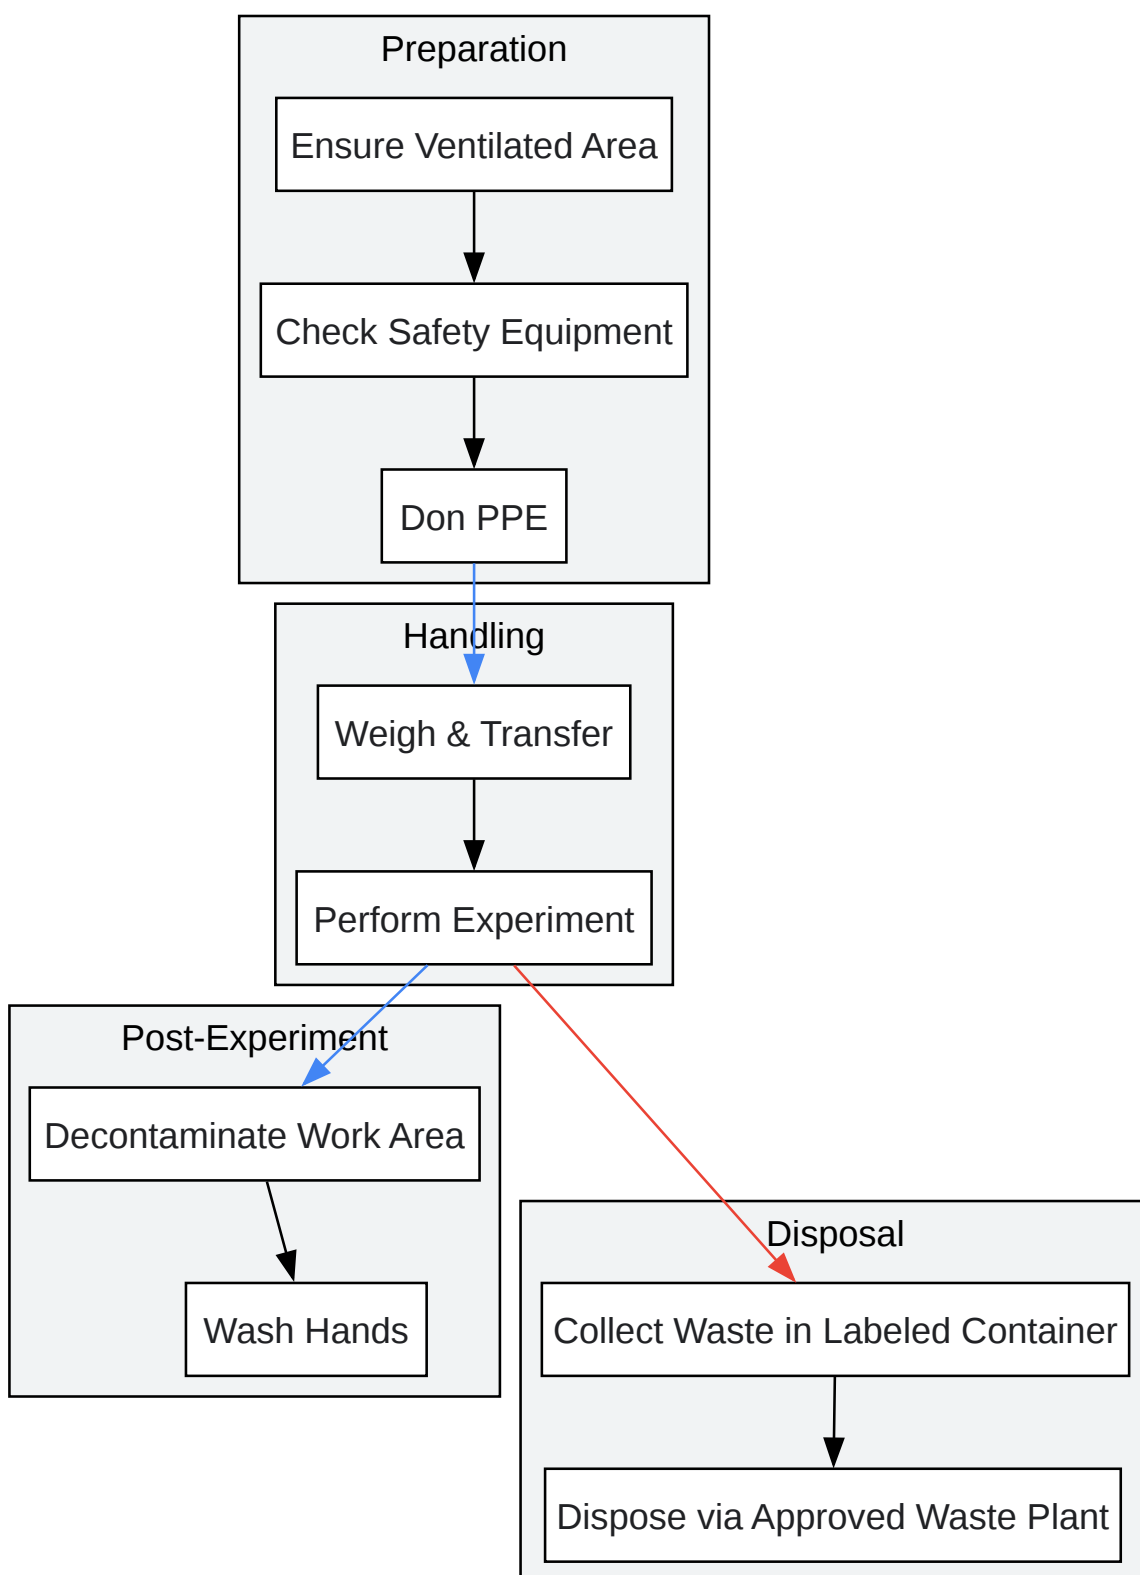 Preparation
Ensure Ventilated Area
Check Safety Equipment
Don PPE
Handling
Weigh & Transfer
Perform Experiment
Post-Experiment
Decontaminate Work Area
Wash Hands
Disposal
Collect Waste in Labeled Container
Dispose via Approved Waste Plant